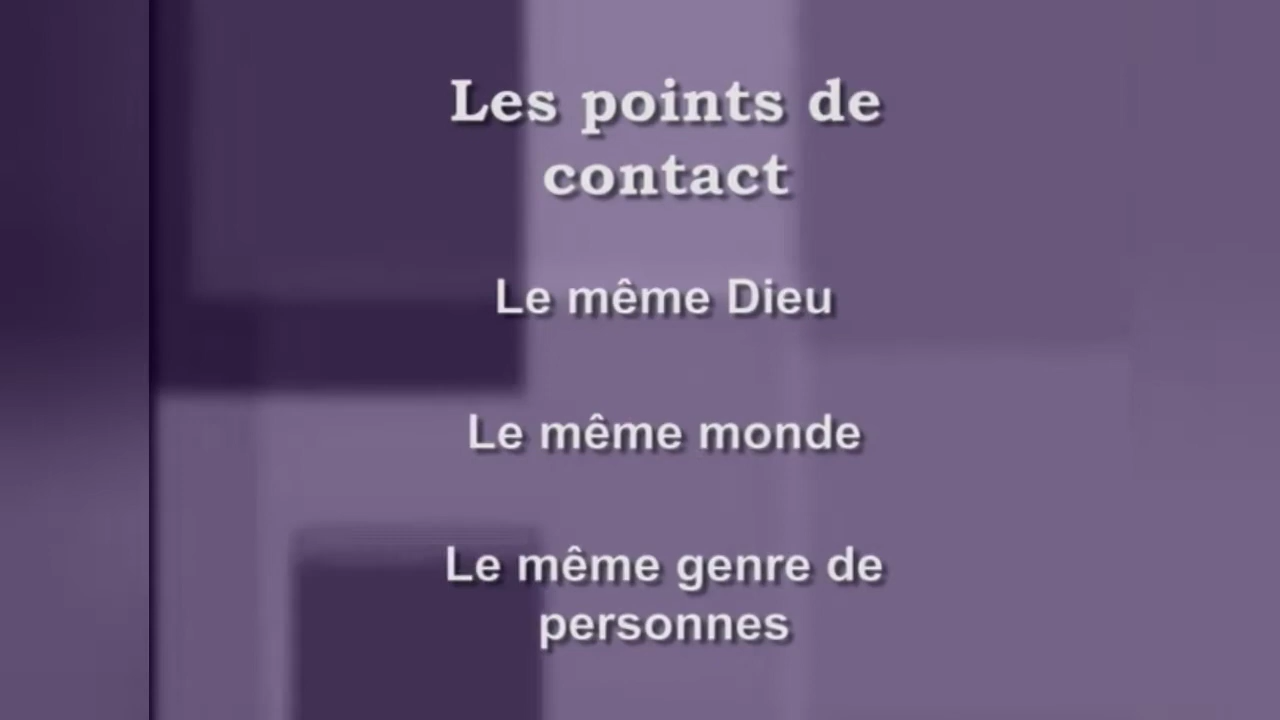 Les points de
contact
Le même Dieu
Le même monde
Le même genre de
personnes